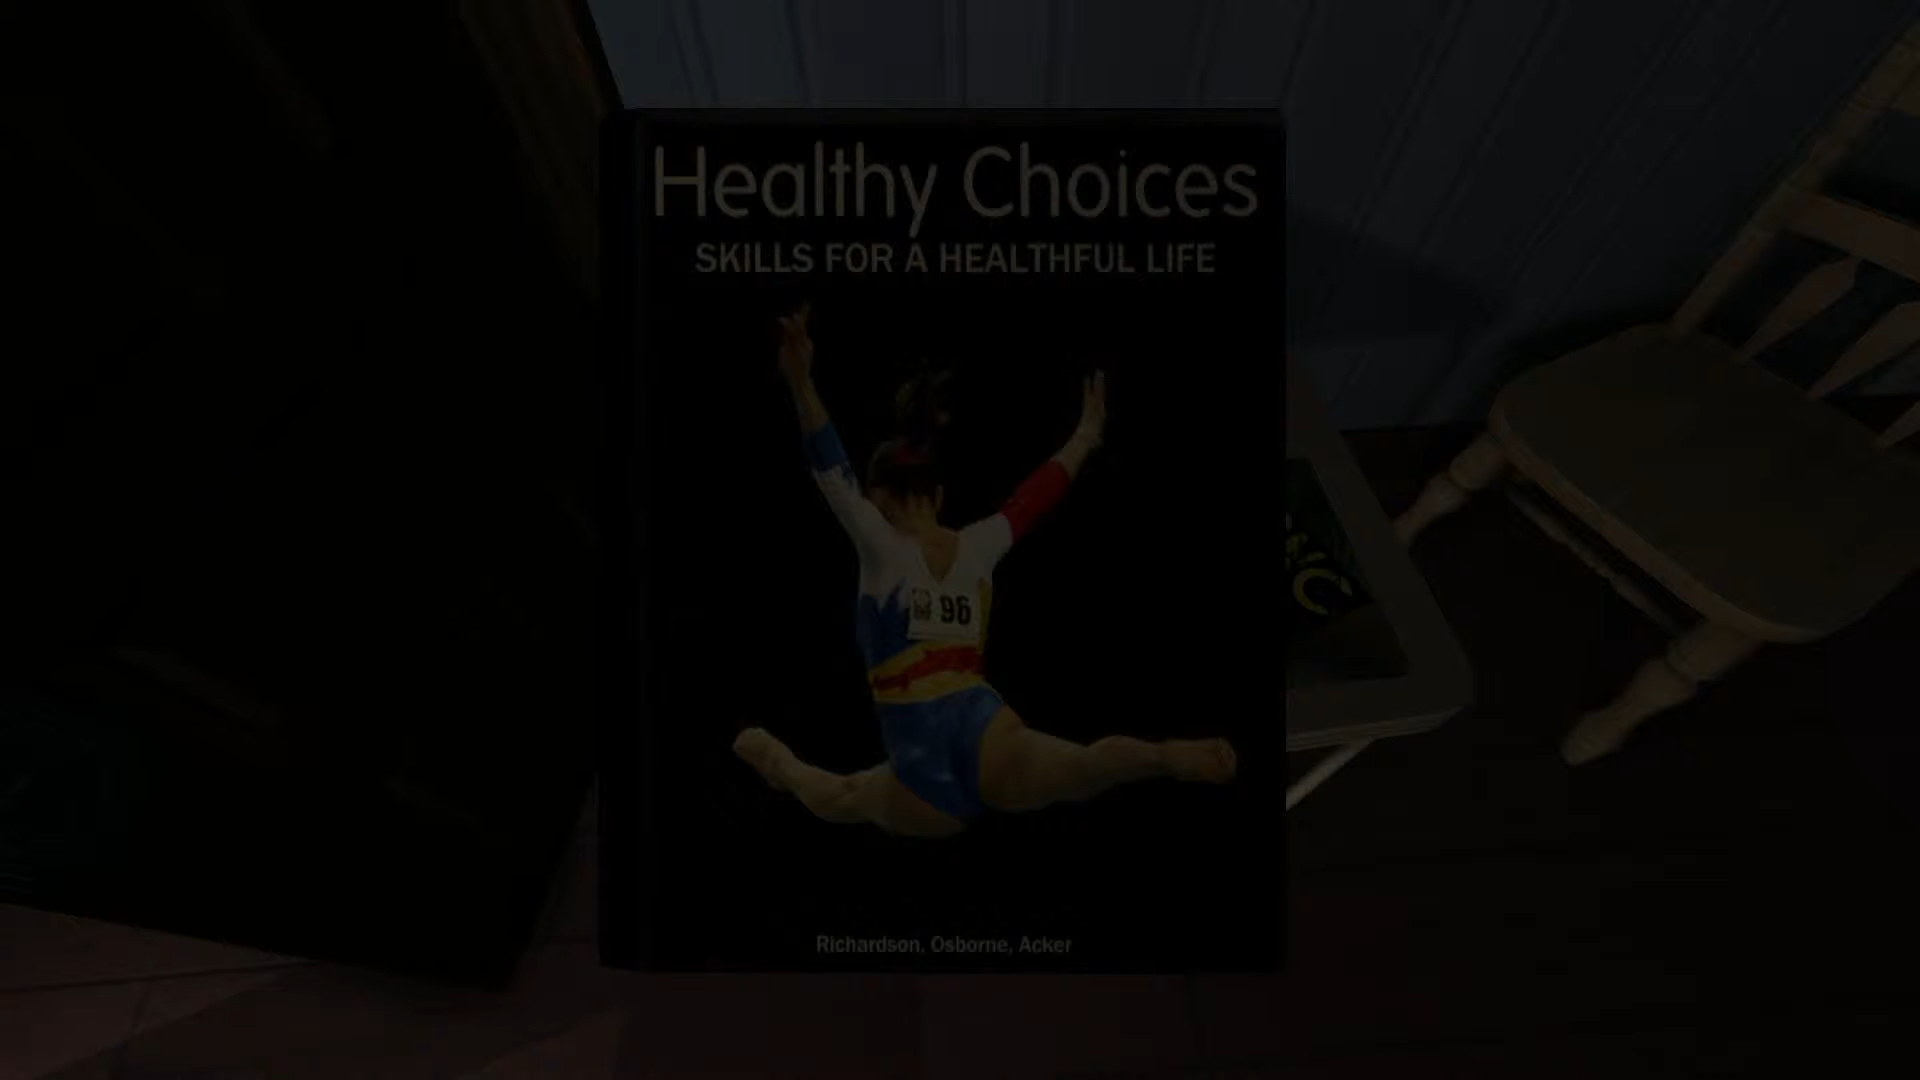 Healthy Choices
SKILLS FOR A HEALTHFUL LIFE
96
Richardson, Osborne, Acker